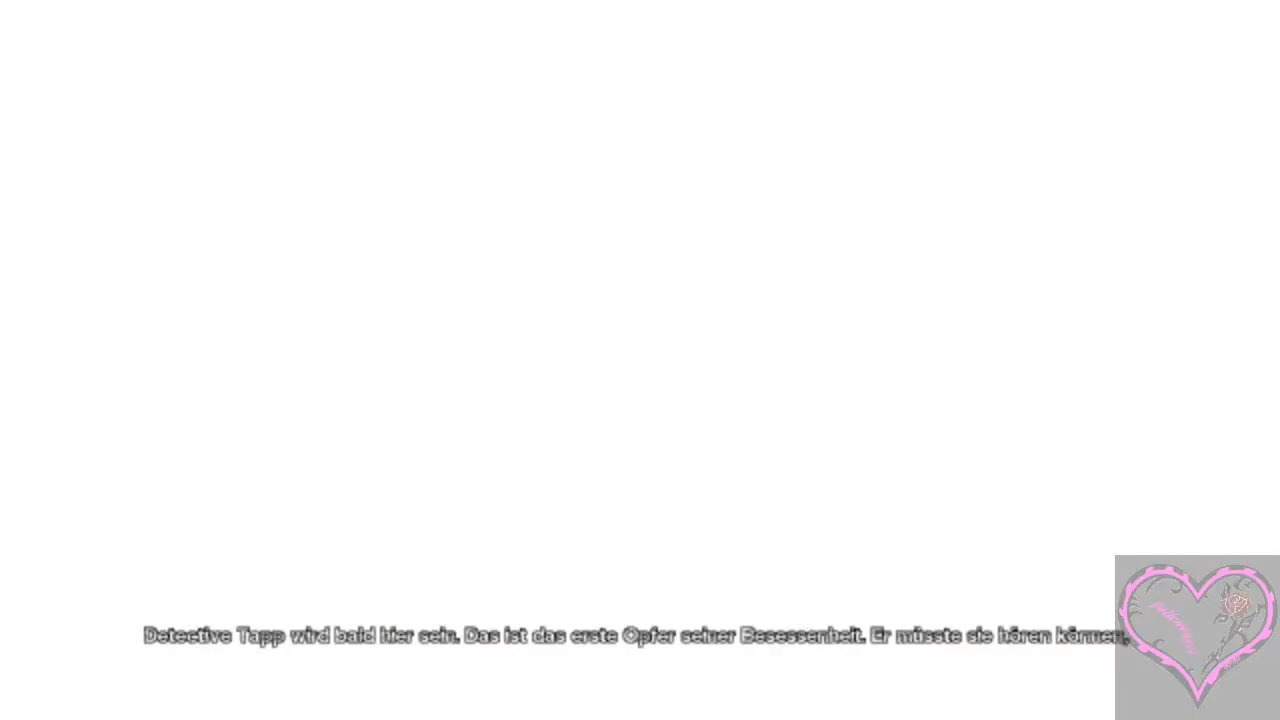 Detective Tapp wird bald hier sein. Das ist das erste Opfer seiner Besessenheit. Er müsste sie hören können,